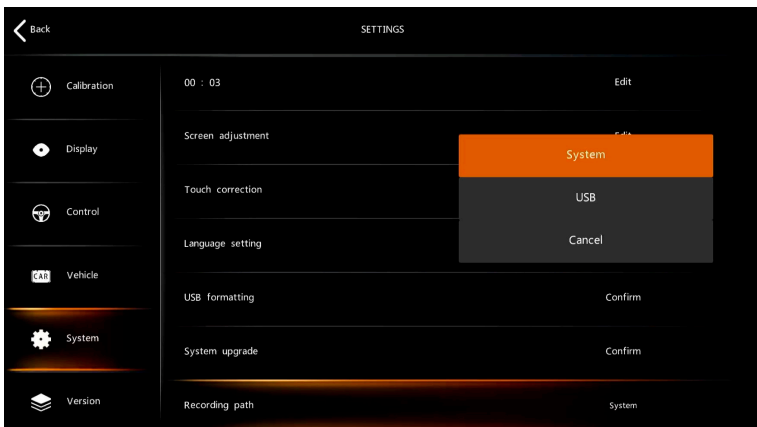 Back
SETTINGS
Calibration
Display
Control
CAR
Vehicle
System
Version
00 : 03
Edit
Screen adjustment
Edit
Touch correction
Language setting
USB formatting
Confirm
System upgrade
Confirm
Recording path
System
System
USB
Cancel